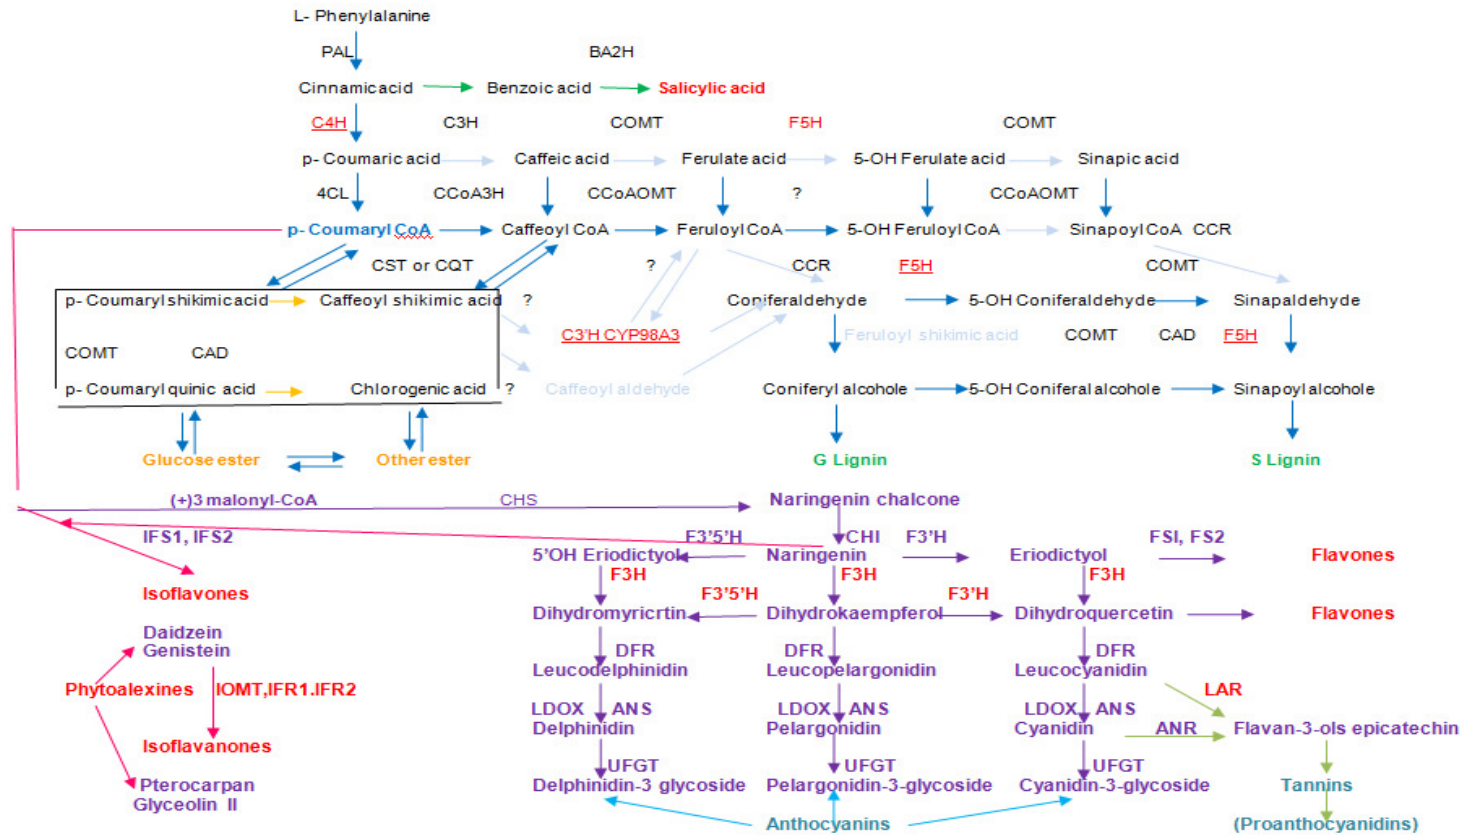 L- Phenylalanine
PAL BA2H
Cinnamic acid Benzoic acid Salicylic acid
C4H C3H COMT F5H COMT
p- Coumaric acid Caffeic acid Ferulate acid 5-OH Ferulate acid Sinapic acid
4CL CCoA3H CCoAOMT ? CCoAOMT
p- Coumaryl CoA Caffeoyl CoA Feruloyl CoA 5-OH Feruloyl CoA Sinapoyl CoA CCR
CST or CQT ? CCR F5H COMT
p- Coumaryl shikimic acid Caffeoyl shikimic acid ? Coniferaldehyde 5-OH Coniferaldehyde Sinapaldehyde
C3'H CYP98A3 Feruloyl shikimic acid COMT CAD F5H
COMT CAD
p- Coumaryl quinic acid Chlorogenic acid ? Caffeoyl aldehyde Coniferyl alcohole 5-OH Coniferal alcohole Sinapoyl alcohole
Glucose ester Other ester G Lignin S Lignin
(+)3 malonyl-CoA CHS Naringenin chalcone
IFS1, IFS2 F3'5'H CHI F3'H FSI, FS2
5'OH Eriodictyol Naringenin Eriodictyol Flavones
F3H F3H F3H
Isoflavones F3'5'H F3'H
Dihydromyricrtin Dihydrokaempferol Dihydroquercetin Flavones
Daidzein
Genistein DFR DFR DFR
Leucodelphinidin Leucopelargonidin Leucocyanidin
Phytoalexines IOMT,IFR1.IFR2 LAR
LDOX ANS LDOX ANS LDOX ANS
Delphinidin Pelargonidin Cyanidin ANR Flavan-3-ols epicatechin
Isoflavanones
UFGT UFGT UFGT
Pterocarpan Delphinidin-3 glycoside Pelargonidin-3-glycoside Cyanidin-3-glycoside Tannins
Glyceolin II
Anthocyanins (Proanthocyanidins)